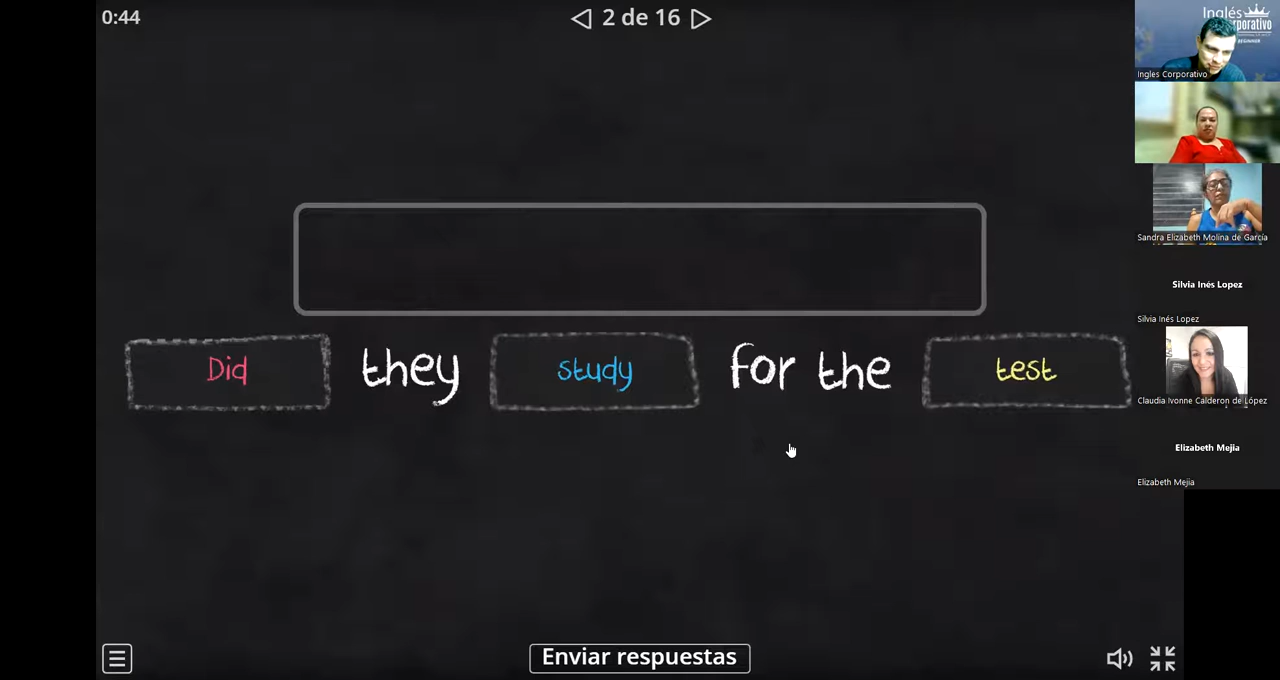 0:44
2 de 16
Did they study for the test
Enviar respuestas
Inglés
BEGINNER
Ingles Corporativo
Sandra Elizabeth Molina de García
Silvia Inés Lopez
Silvia Inés Lopez
Claudia Ivonne Calderon de López
Elizabeth Mejia
Elizabeth Mejia